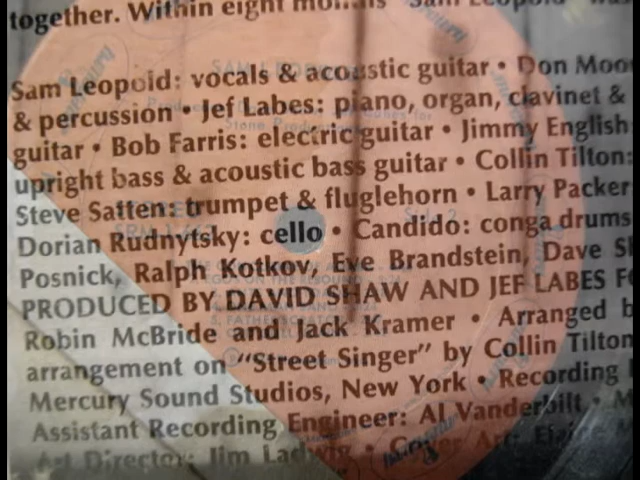 together. Within eight months "Sam Leopold" was
Sam Leopold: vocals & acoustic guitar • Don Moo
& percussion • Jef Labes: piano, organ, clavinet &
guitar • Bob Farris: electric guitar • Jimmy English
upright bass & acoustic bass guitar • Collin Tilton:
Steve Satten: trumpet & fluglehorn • Larry Packer
Dorian Rudnytsky: cello • Candido: conga drums
Posnick, Ralph Kotkov, Eve Brandstein, Dave S
PRODUCED BY DAVID SHAW AND JEF LABES F
Robin McBride and Jack Kramer • Arranged b
arrangement on "Street Singer" by Collin Tilton
Mercury Sound Studios, New York • Recording
Assistant Recording Engineer: Al Vanderbilt • M
Art Director: Jim Ladwig • Cover Art: Elaine M